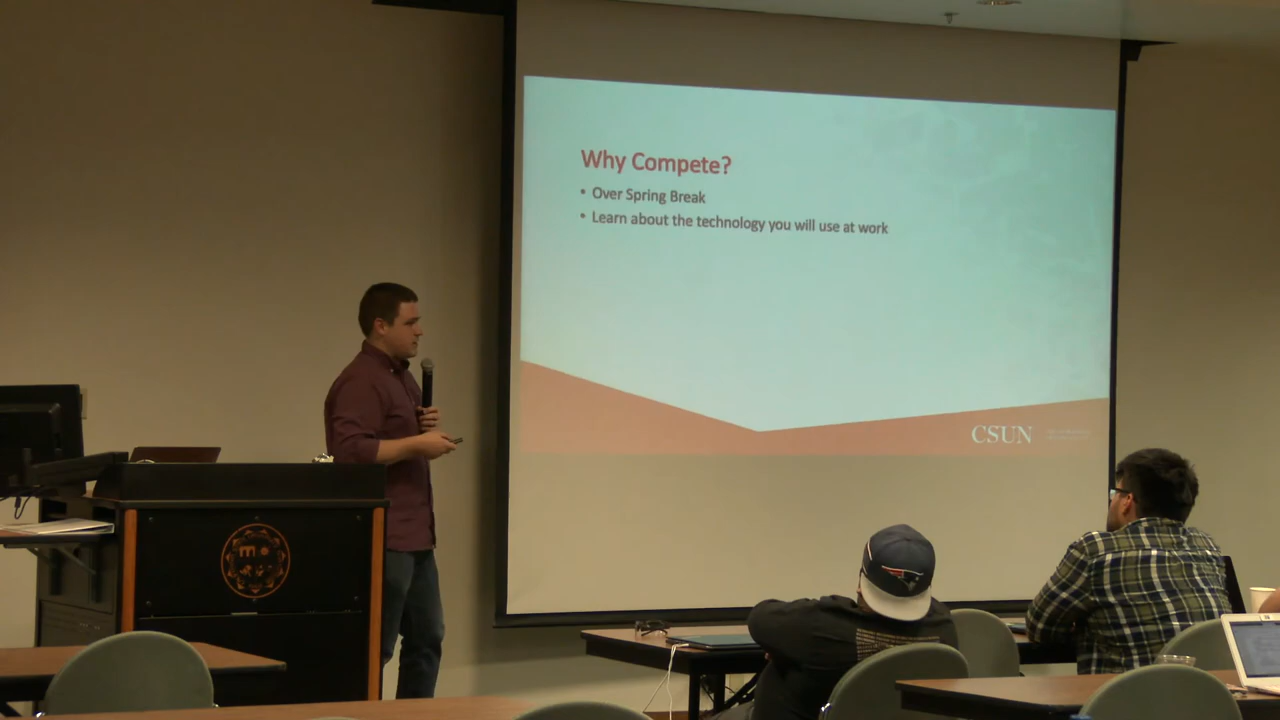 Why Compete?
• Over Spring Break
• Learn about the technology you will use at work
CSUN